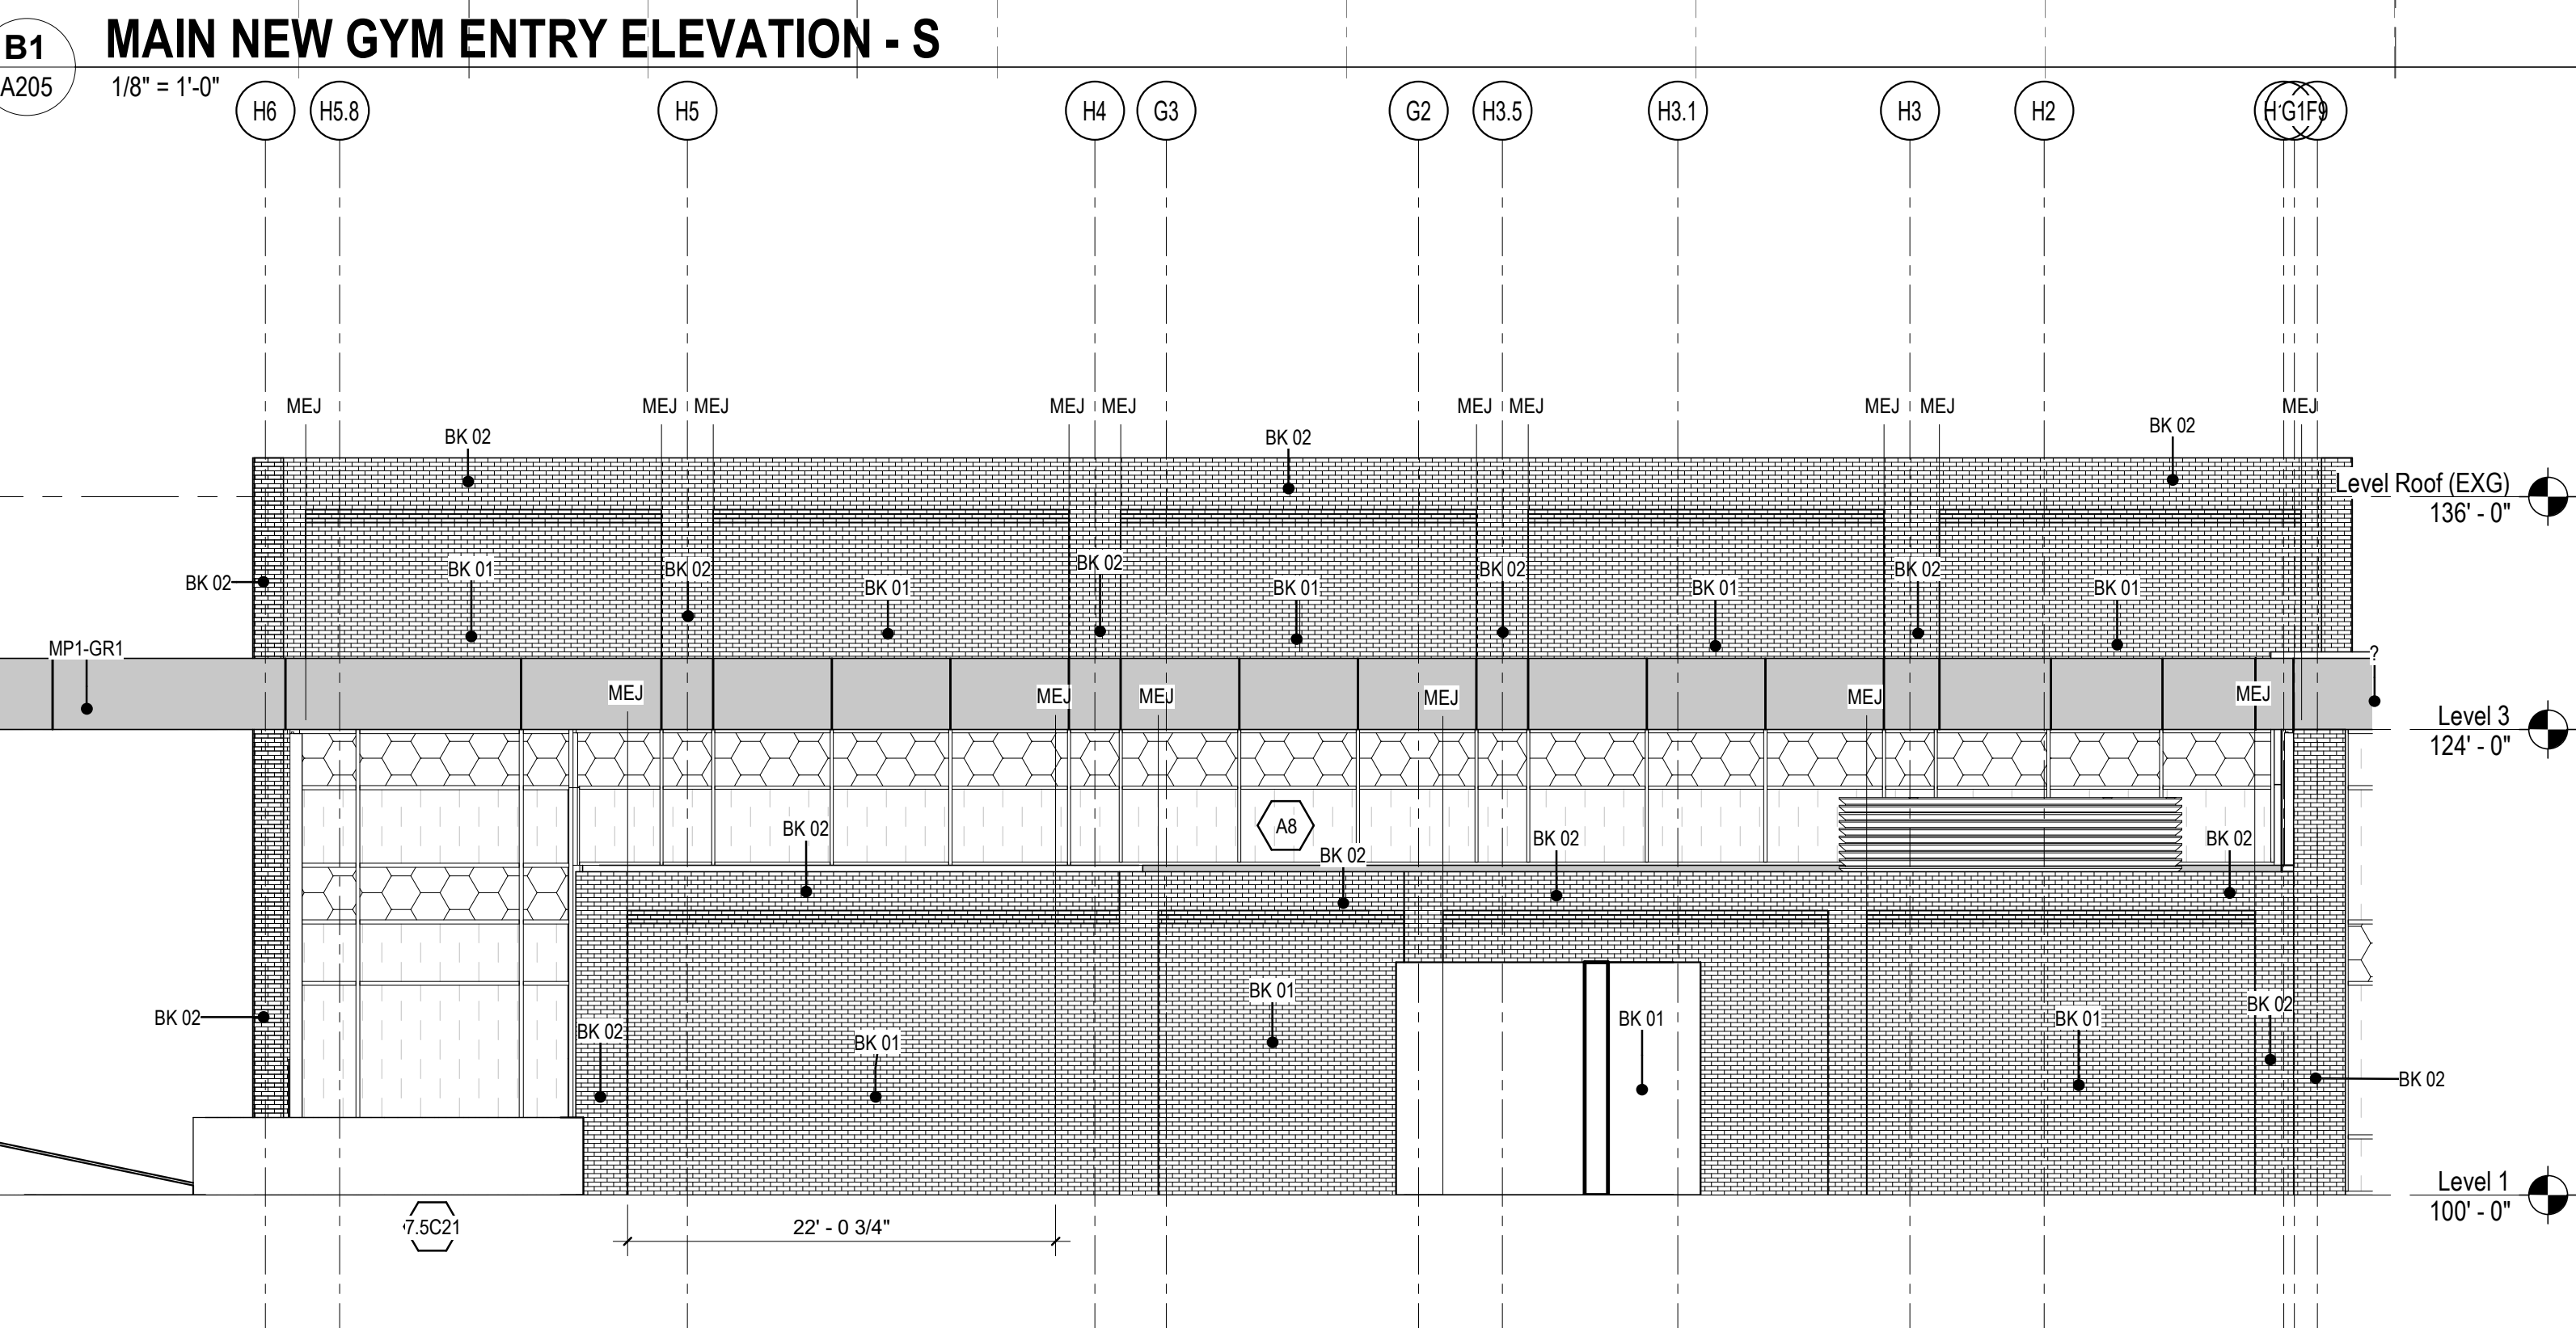 B1
MAIN NEW GYM ENTRY ELEVATION - S
A205
1/8" = 1'-0"
H6 H5.8 H5 H4 G3 G2 H3.5 H3.1 H3 H2 G1 F9
MEJ MEJ MEJ MEJ MEJ MEJ MEJ MEJ MEJ MEJ
BK 02 BK 02 BK 02
Level Roof (EXG)
136' - 0"
BK 02 BK 01 BK 02 BK 01 BK 02 BK 01 BK 02 BK 01 BK 02 BK 01
MP1-GR1
?
MEJ MEJ MEJ MEJ MEJ MEJ
Level 3
124' - 0"
A8
BK 02 BK 02 BK 02 BK 02
BK 02 BK 02 BK 01 BK 01 BK 01 BK 01 BK 02
BK 02
Level 1
100' - 0"
7.5C21
22' - 0 3/4"